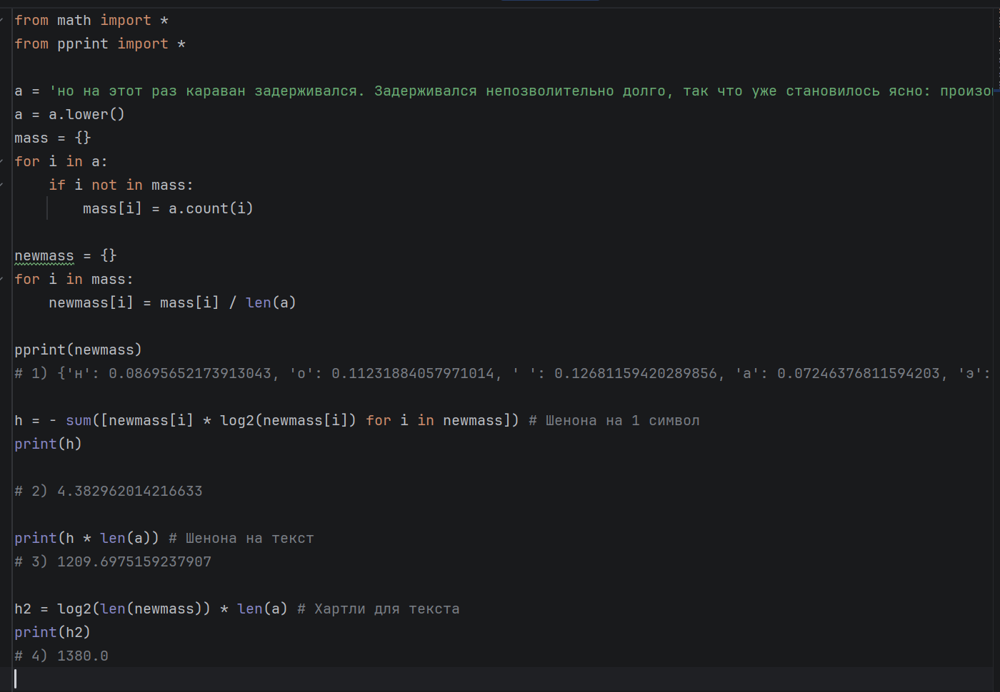 from math import *
from pprint import *
a = 'но на этот раз караван задерживался. Задерживался непозволительно долго, так что уже становилось ясно: произо
a = a.lower()
mass = {}
for i in a:
    if i not in mass:
        mass[i] = a.count(i)
newmass = {}
for i in mass:
    newmass[i] = mass[i] / len(a)
pprint(newmass)
# 1) {'н': 0.08695652173913043, 'о': 0.11231884057971014, ' ': 0.12681159420289856, 'а': 0.07246376811594203, 'э':
h = - sum([newmass[i] * log2(newmass[i]) for i in newmass]) # Шенона на 1 символ
print(h)
# 2) 4.382962014216633
print(h * len(a)) # Шенона на текст
# 3) 1209.6975159237907
h2 = log2(len(newmass)) * len(a) # Хартли для текста
print(h2)
# 4) 1380.0